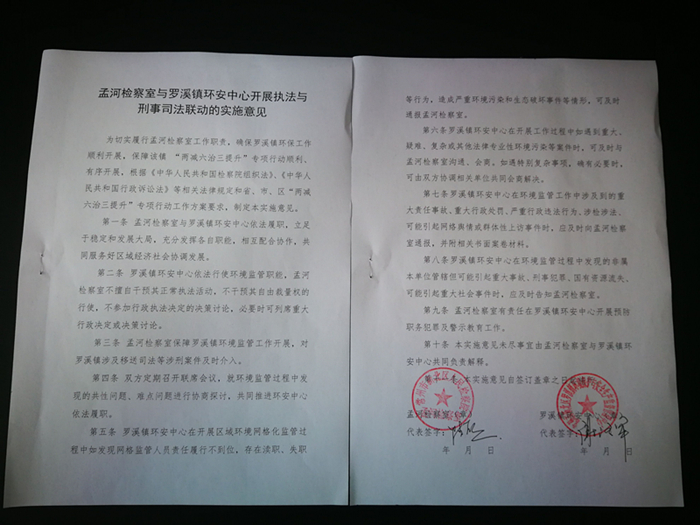 孟河检察室与罗溪镇环安中心开展执法与
刑事司法联动的实施意见
为切实履行孟河检察室工作职责，确保罗溪镇环保工作
顺利开展，保障该镇“两减六治三提升”专项行动顺利、
有序开展，根据《中华人民共和国检察院组织法》、《中华人
民共和国行政诉讼法》等相关法律规定和省、市、区“两减
六治三提升”专项行动工作方案要求，制定本实施意见。
第一条 孟河检察室与罗溪镇环安中心依法履职，立足
于稳定和发展大局，充分发挥各自职能，相互配合协作，共
同服务好区域经济社会协调发展。
第二条 罗溪镇环安中心依法行使环境监管职能，孟河
检察室不擅自干预其正常执法活动，不干预其自由裁量权的
行使，不参加行政执法决定的决策讨论，必要时可列席重大
行政决定或决策讨论。
第三条 孟河检察室保障罗溪镇环境监管工作开展，对
罗溪镇涉及移送司法等涉刑案件及时介入。
第四条 双方定期召开联席会议，就环境监管过程中发
现的共性问题、难点问题进行协商探讨，共同推进环安中心
依法履职。
第五条 罗溪镇环安中心在开展区域环境网格化监管过
程中如发现网格监管人员责任履行不到位，存在渎职、失职
等行为，造成严重环境污染和生态破坏事件等情形，可及时
通报孟河检察室。
第六条 罗溪镇环安中心在开展工作过程中如遇到重大、
疑难、复杂或其他法律专业性环境污染等案件时，可及时与
孟河检察室沟通、会商，如遇特别复杂事项，确有必要时，
可由双方协调相关单位共同会商解决。
第七条 罗溪镇环安中心在环境监管工作中涉及到的重
大责任事故、重大行政处罚、严重行政违法行为、涉检涉法、
可能引起网络舆情或群体性上访事件时，应及时向孟河检察
室通报，并附相关书面案卷材料。
第八条 罗溪镇环安中心在环境监管过程中发现的非属
本单位管辖但可能引起重大事故、刑事犯罪、国有资源流失、
可能引起重大社会事件时，应及时告知孟河检察室。
第九条 孟河检察室有责任在罗溪镇环安中心开展预防
职务犯罪及警示教育工作。
第十条 本实施意见未尽事宜由孟河检察室与罗溪镇环
安中心共同负责解释。
本实施意见自签订盖章之日
孟河检察室 罗溪镇
代表签字： 代表签字：
年 月 日 年 月 日